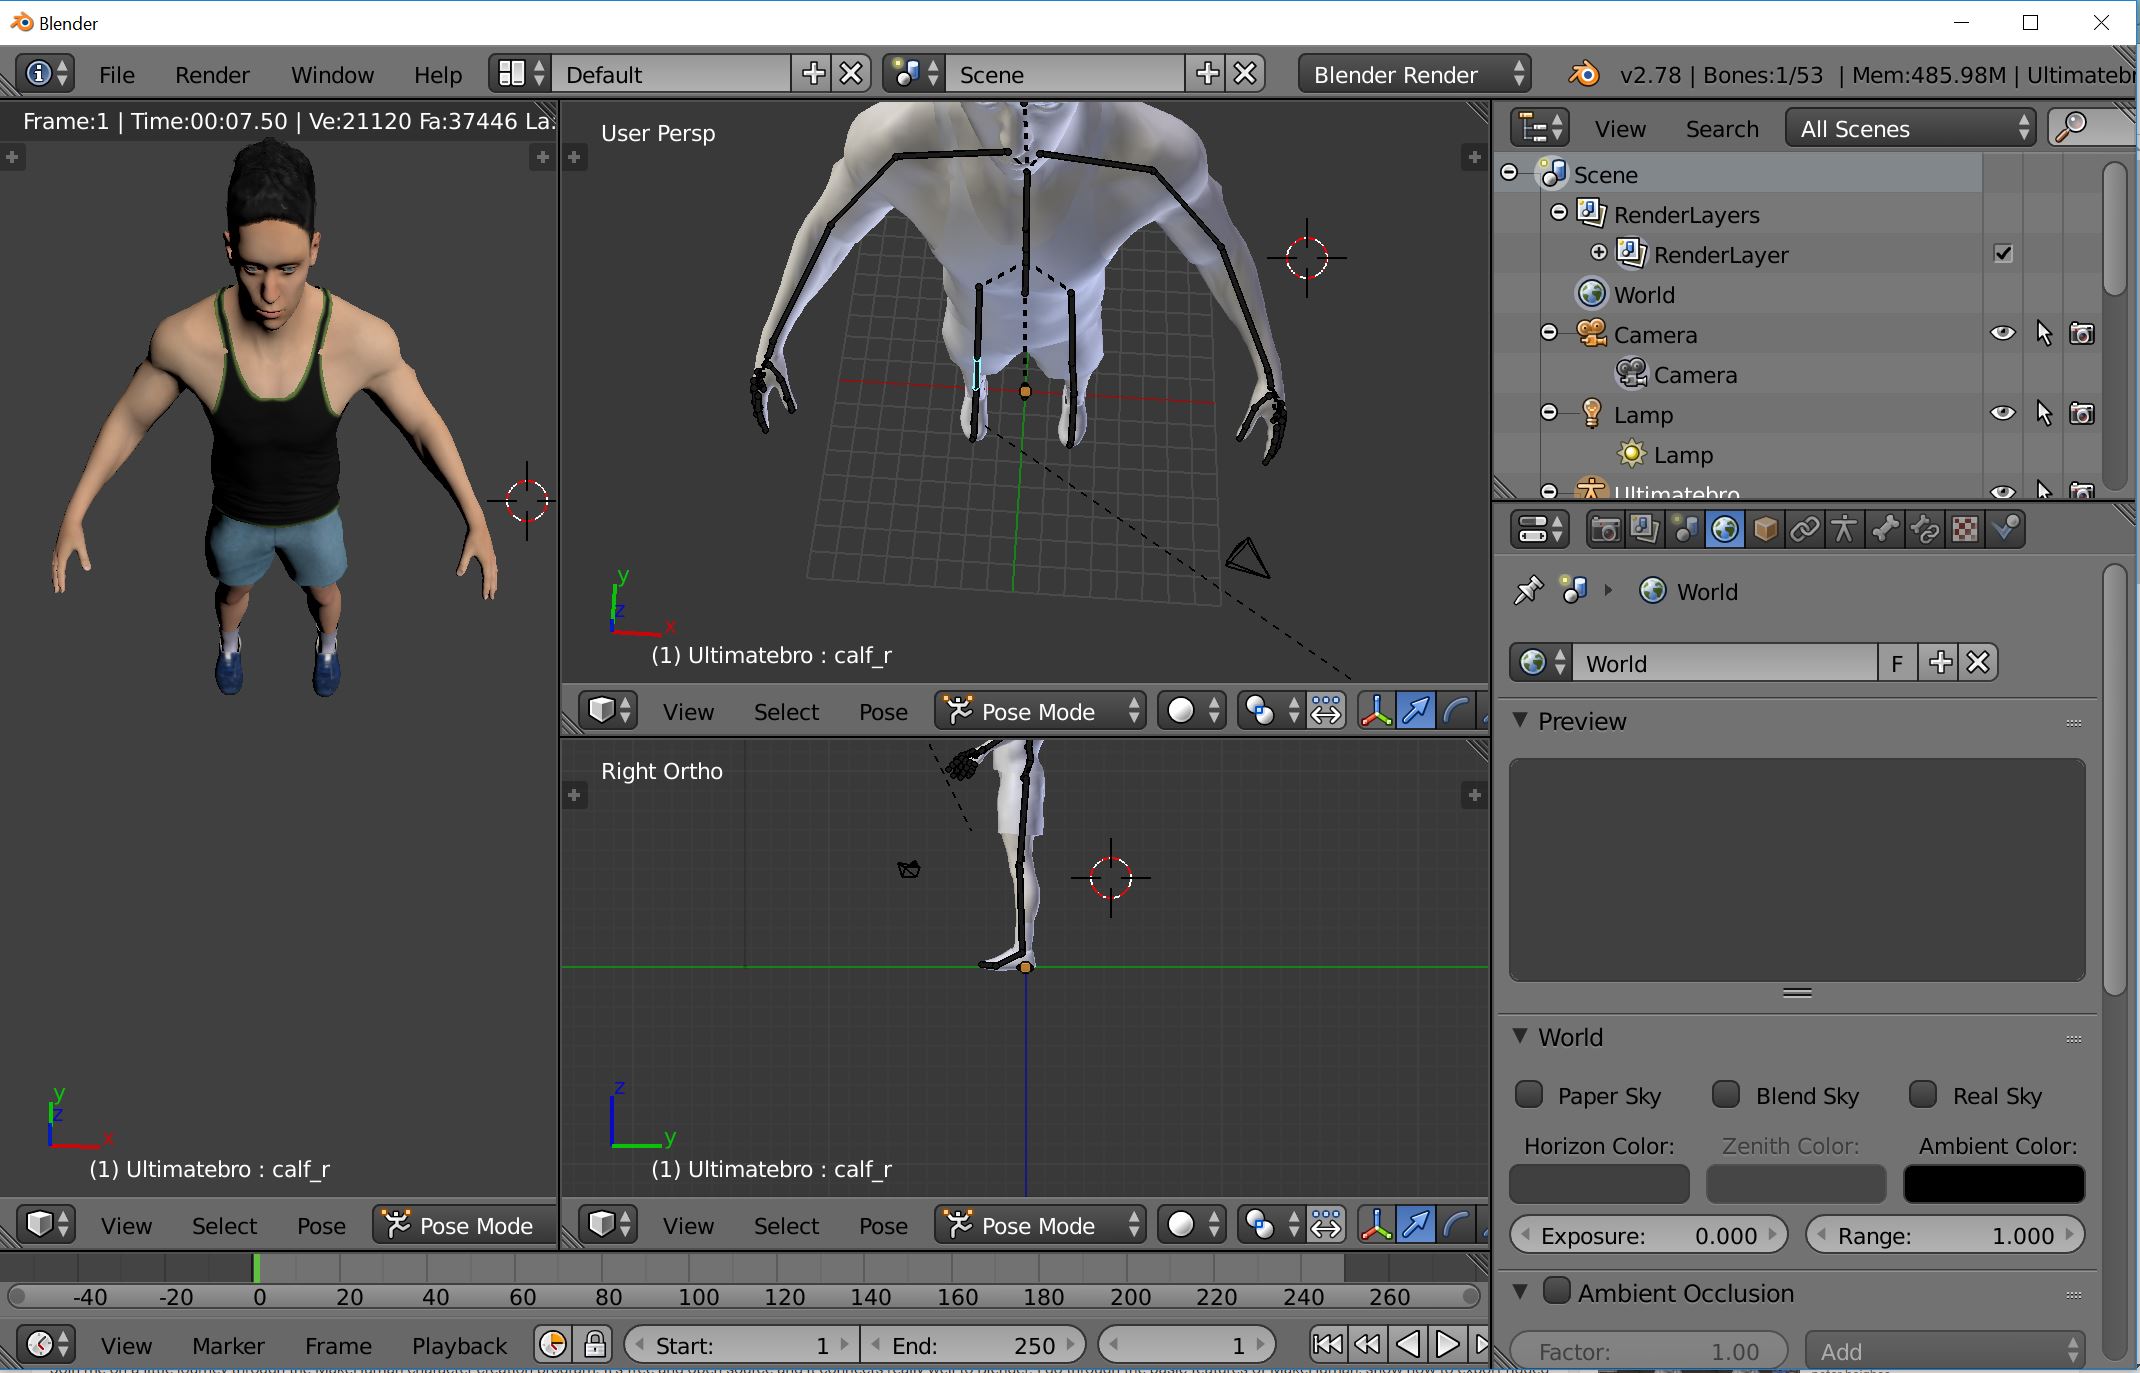 Blender
File Render Window Help Default Scene Blender Render v2.78 | Bones:1/53 | Mem:485.98M | Ultimatebr
Frame:1 | Time:00:07.50 | Ve:21120 Fa:37446 La:
User Persp
y
z
x
(1) Ultimatebro : calf_r
View Select Pose Pose Mode
Right Ortho
z
y
(1) Ultimatebro : calf_r
y
z
x
(1) Ultimatebro : calf_r
View Select Pose Pose Mode
View Select Pose Pose Mode
View Search All Scenes
Scene
RenderLayers
RenderLayer
World
Camera
Camera
Lamp
Lamp
Ultimatebro
World
World F
Preview
World
Paper Sky Blend Sky Real Sky
Horizon Color: Zenith Color: Ambient Color:
Exposure: 0.000 Range: 1.000
Ambient Occlusion
Factor: 1.00 Add
-40 -20 0 20 40 60 80 100 120 140 160 180 200 220 240 260
View Marker Frame Playback Start: 1 End: 250 1